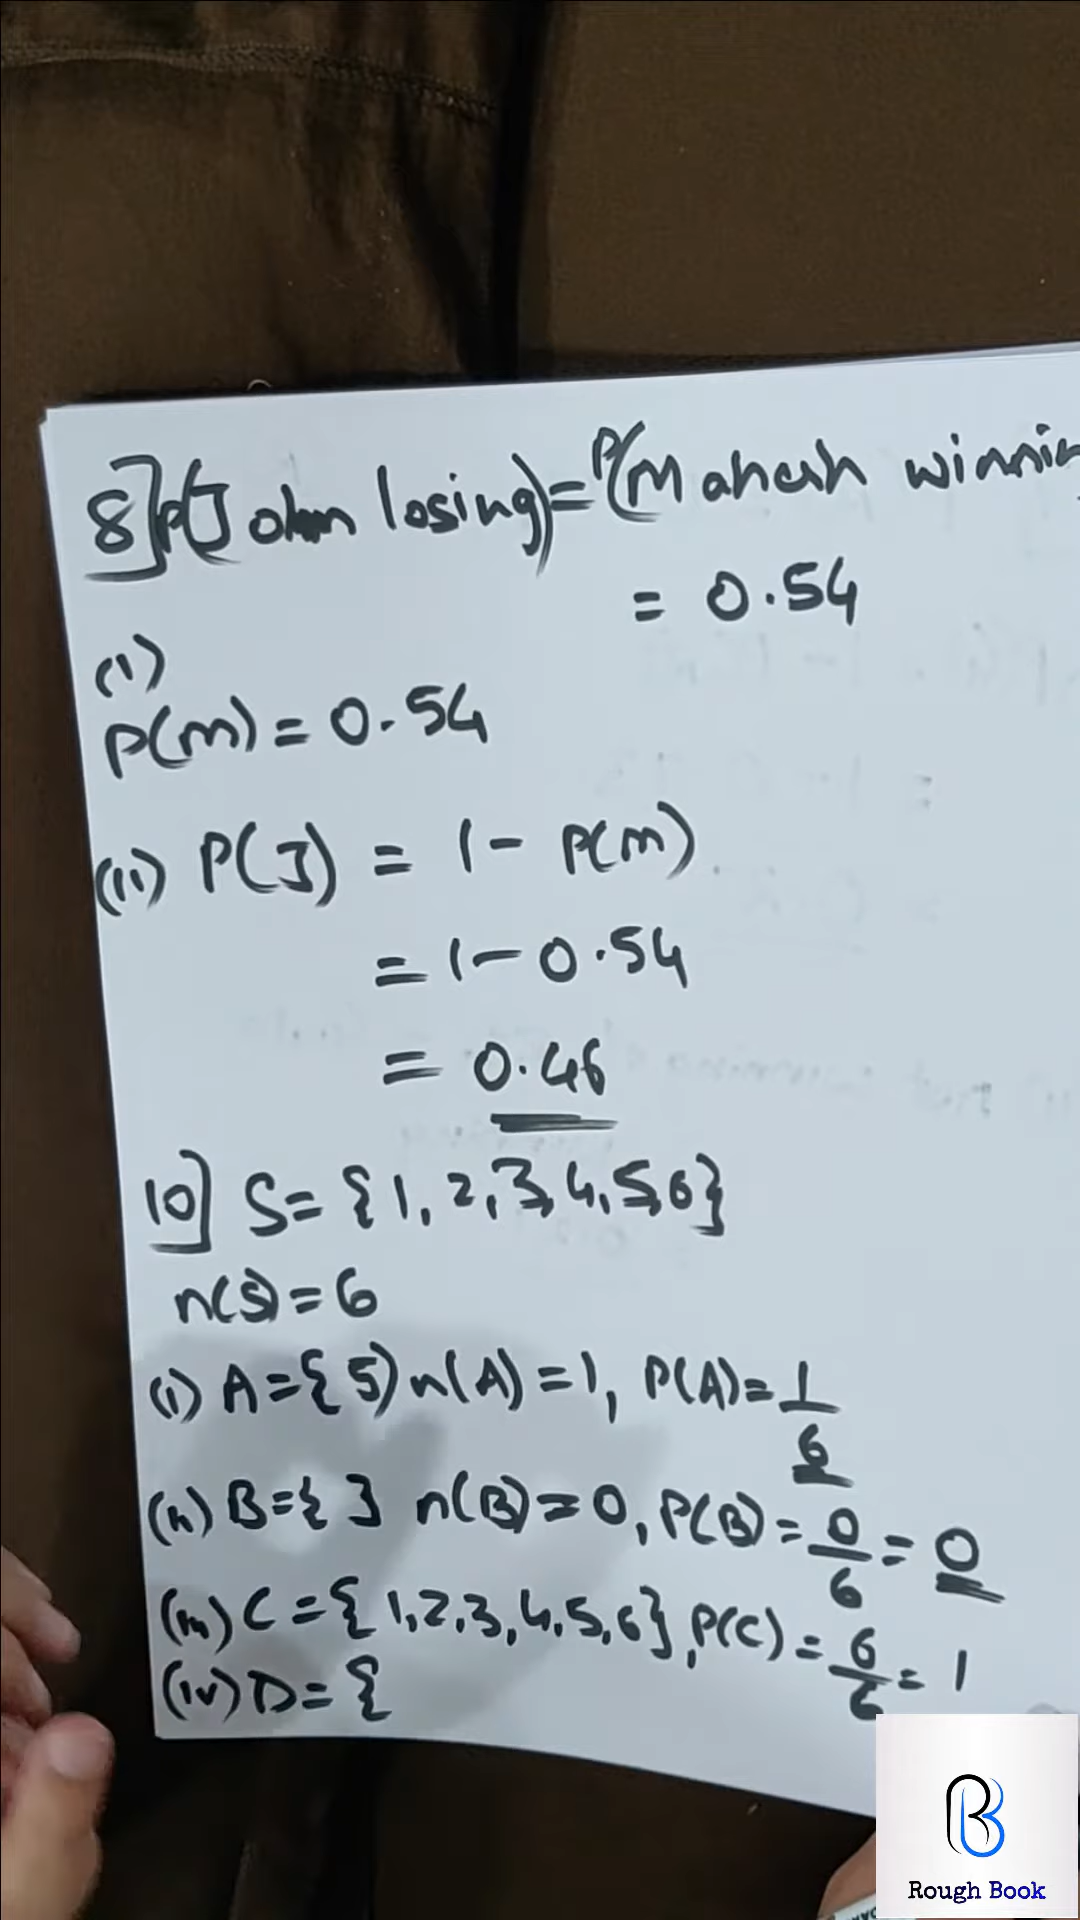 8] P(John losing) = P(Mahesh winnin
= 0.54
(i)
P(m) = 0.54
(ii) P(J) = 1 - P(m)
= 1 - 0.54
= 0.46
10] S = {1, 2, 3, 4, 5, 6}
n(S) = 6
(i) A = {5} n(A) = 1, P(A) = 1/6
(ii) B = { } n(B) = 0, P(B) = 0/6 = 0
(iii) C = {1, 2, 3, 4, 5, 6}, P(C) = 6/6 = 1
(iv) D = {
B
Rough Book